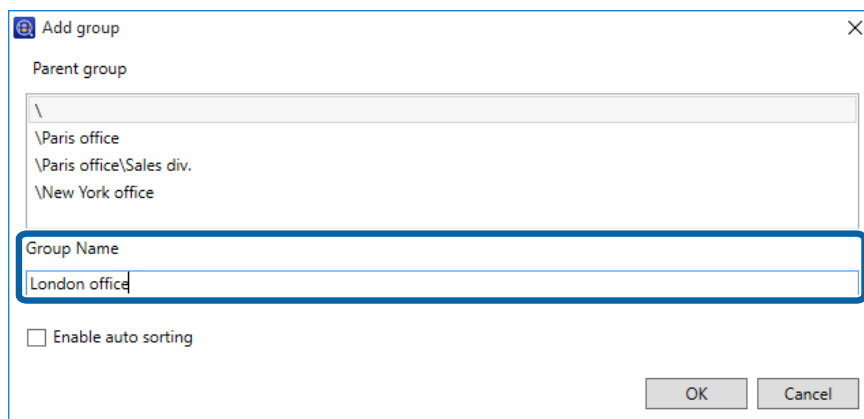 Add group
Parent group
\
\Paris office
\Paris office\Sales div.
\New York office
Group Name
London office
Enable auto sorting
OK Cancel